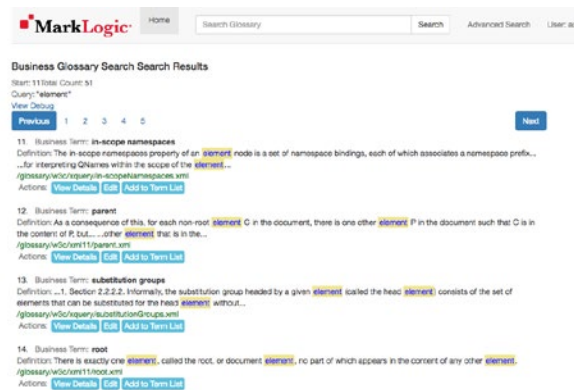 MarkLogic Home Search Glossary Search Advanced Search User:
Business Glossary Search Search Results
Start: 11Total Count: 51
Query: "element"
View Debug
Previous 1 2 3 4 5 Next
11. Business Term: in-scope namespaces
Definition: The in-scope namespaces property of an element node is a set of namespace bindings, each of which associates a namespace prefix...
...for interpreting QNames within the scope of the element...
/glossary/w3c/xquery/in-scopeNamespaces.xml
Actions: View Details Edit Add to Term List
12. Business Term: parent
Definition: As a consequence of this, for each non-root element C in the document, there is one other element P in the document such that C is in
the content of P, but... ...other element that is in the...
/glossary/w3c/xml11/parent.xml
Actions: View Details Edit Add to Term List
13. Business Term: substitution groups
Definition: ...1. Section 2.2.2.2. Informally, the substitution group headed by a given element (called the head element) consists of the set of
elements that can be substituted for the head element without...
/glossary/w3c/xquery/substitutionGroups.xml
Actions: View Details Edit Add to Term List
14. Business Term: root
Definition: There is exactly one element, called the root, or document element, no part of which appears in the content of any other element.
/glossary/w3c/xml11/root.xml
Actions: View Details Edit Add to Term List